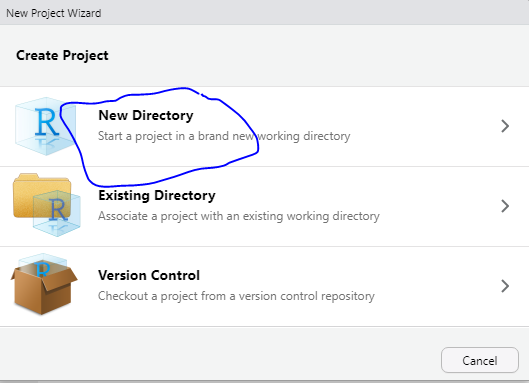 New Project Wizard
Create Project
R
New Directory
Start a project in a brand new working directory
R
Existing Directory
Associate a project with an existing working directory
R
Version Control
Checkout a project from a version control repository
Cancel